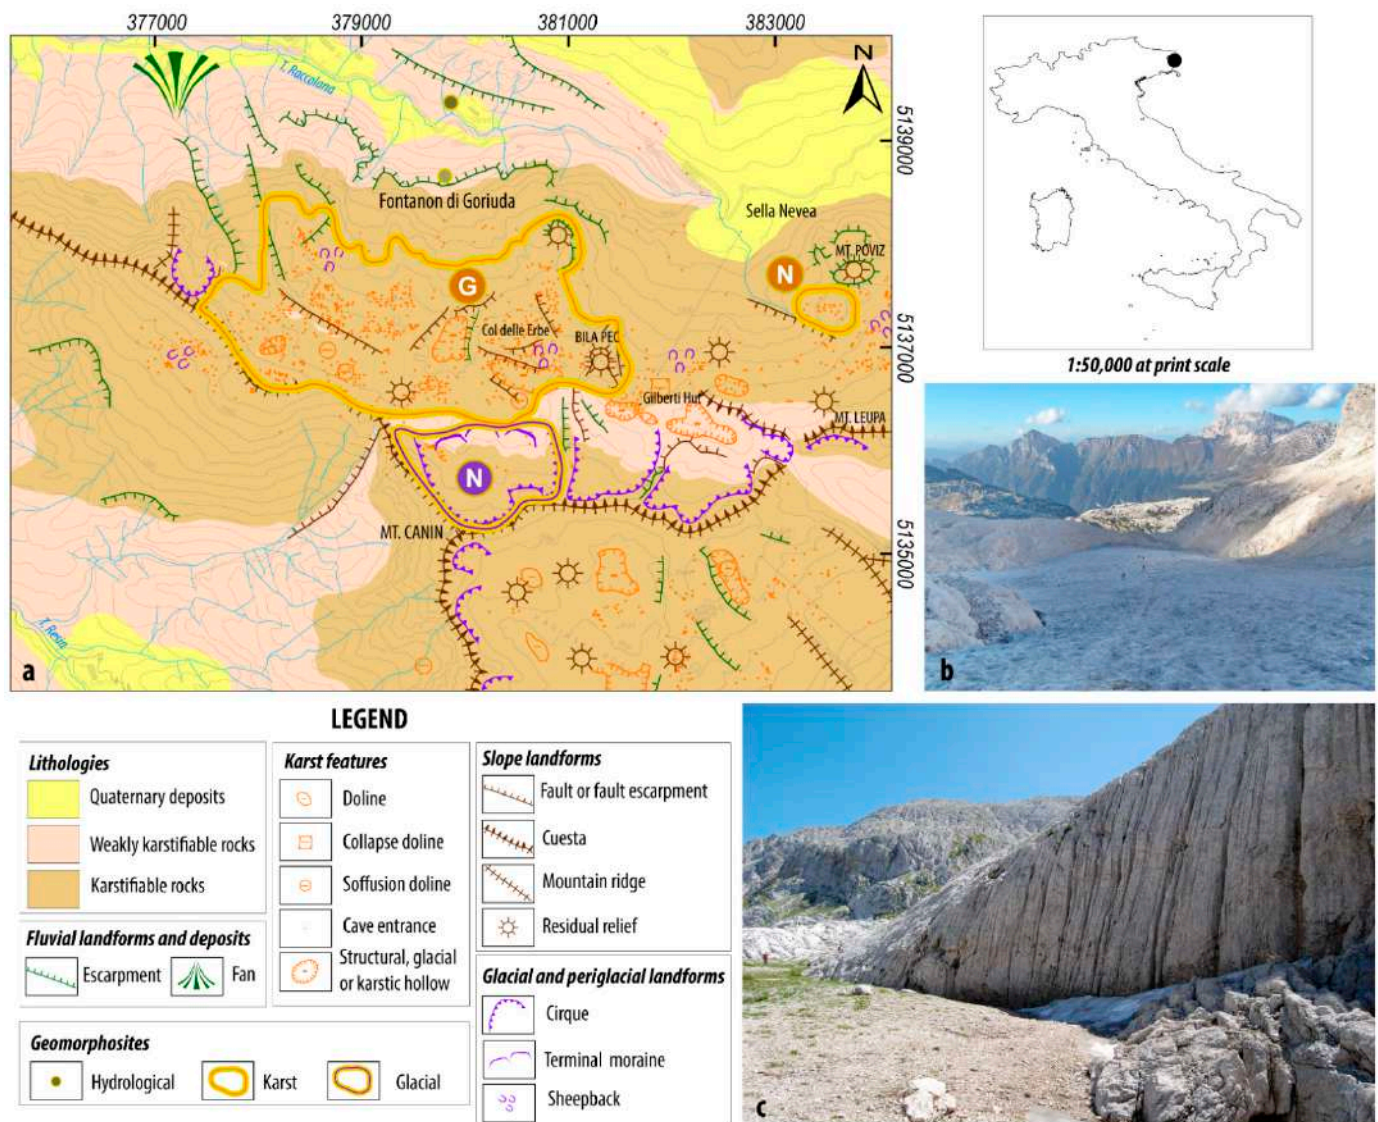 377000 379000 381000 383000
N
T. Raccolana
5139000
Fontanon di Goriuda
Sella Nevea
MT. POVIZ
N
G
Col delle Erbe
BILA PEC
5137000
Gilberti Hut
MT. LEUPA
N
MT. CANIN
5135000
T. Resia
a
1:50,000 at print scale
b
LEGEND
Lithologies
Quaternary deposits
Weakly karstifiable rocks
Karstifiable rocks
Fluvial landforms and deposits
Escarpment
Fan
Karst features
Doline
Collapse doline
Soffusion doline
Cave entrance
Structural, glacial
or karstic hollow
Slope landforms
Fault or fault escarpment
Cuesta
Mountain ridge
Residual relief
Glacial and periglacial landforms
Cirque
Terminal moraine
Sheepback
Geomorphosites
Hydrological
Karst
Glacial
c